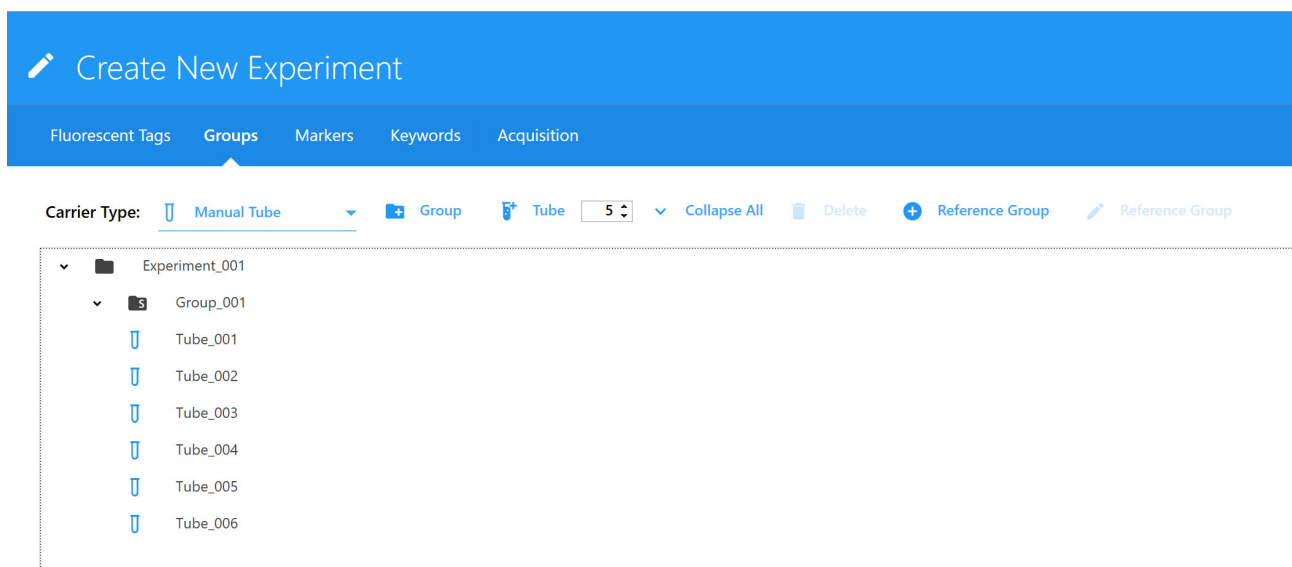 Create New Experiment
Fluorescent Tags Groups Markers Keywords Acquisition
Carrier Type: Manual Tube Group Tube 5 Collapse All Delete Reference Group Reference Group
Experiment_001
S Group_001
Tube_001
Tube_002
Tube_003
Tube_004
Tube_005
Tube_006